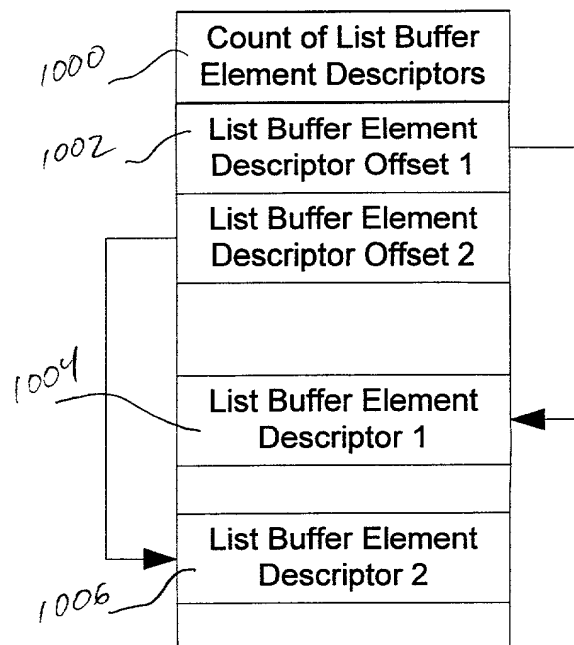 Count of List Buffer
Element Descriptors
1000
List Buffer Element
Descriptor Offset 1
1002
List Buffer Element
Descriptor Offset 2
List Buffer Element
Descriptor 1
1004
List Buffer Element
Descriptor 2
1006